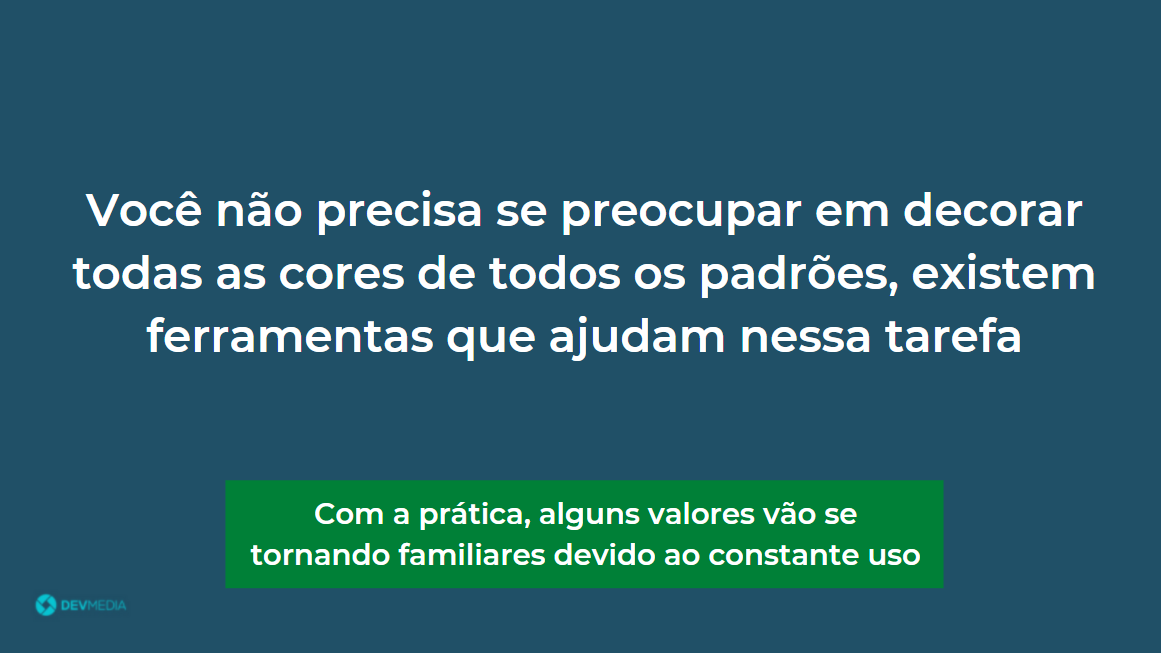 Você não precisa se preocupar em decorar
todas as cores de todos os padrões, existem
ferramentas que ajudam nessa tarefa
Com a prática, alguns valores vão se
tornando familiares devido ao constante uso
DEVMEDIA